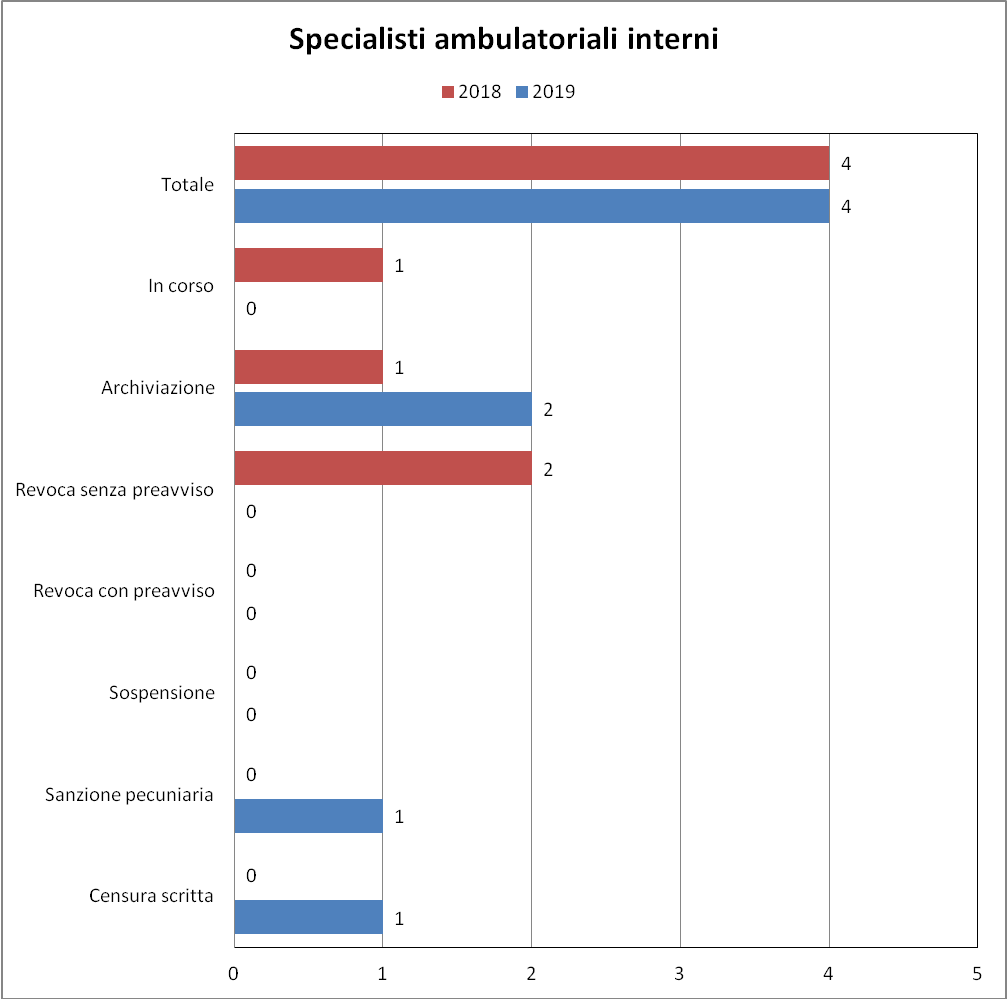 Specialisti ambulatoriali interni
2018 2019
Totale
4
4
In corso
1
0
Archiviazione
1
2
Revoca senza preavviso
2
0
Revoca con preavviso
0
0
Sospensione
0
0
Sanzione pecuniaria
0
1
Censura scritta
0
1
0 1 2 3 4 5